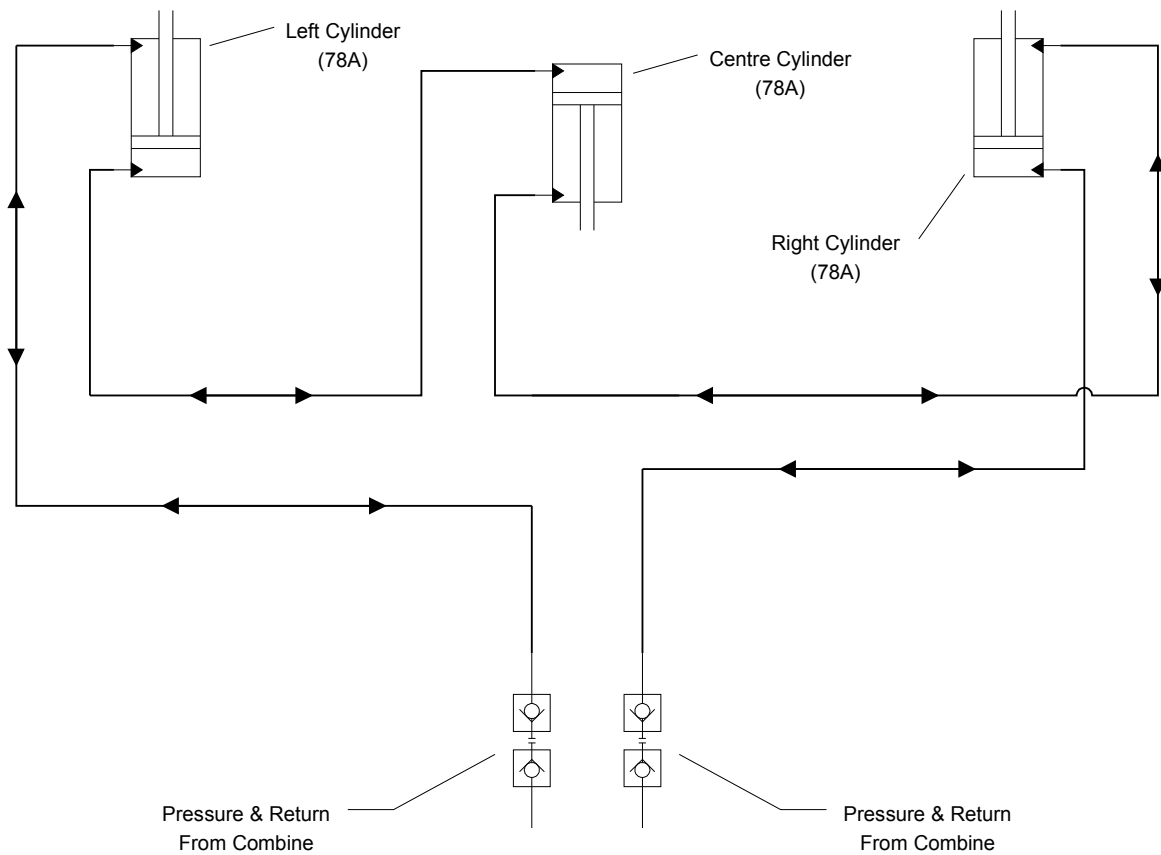 Left Cylinder
(78A)
Centre Cylinder
(78A)
Right Cylinder
(78A)
Pressure & Return
From Combine
Pressure & Return
From Combine